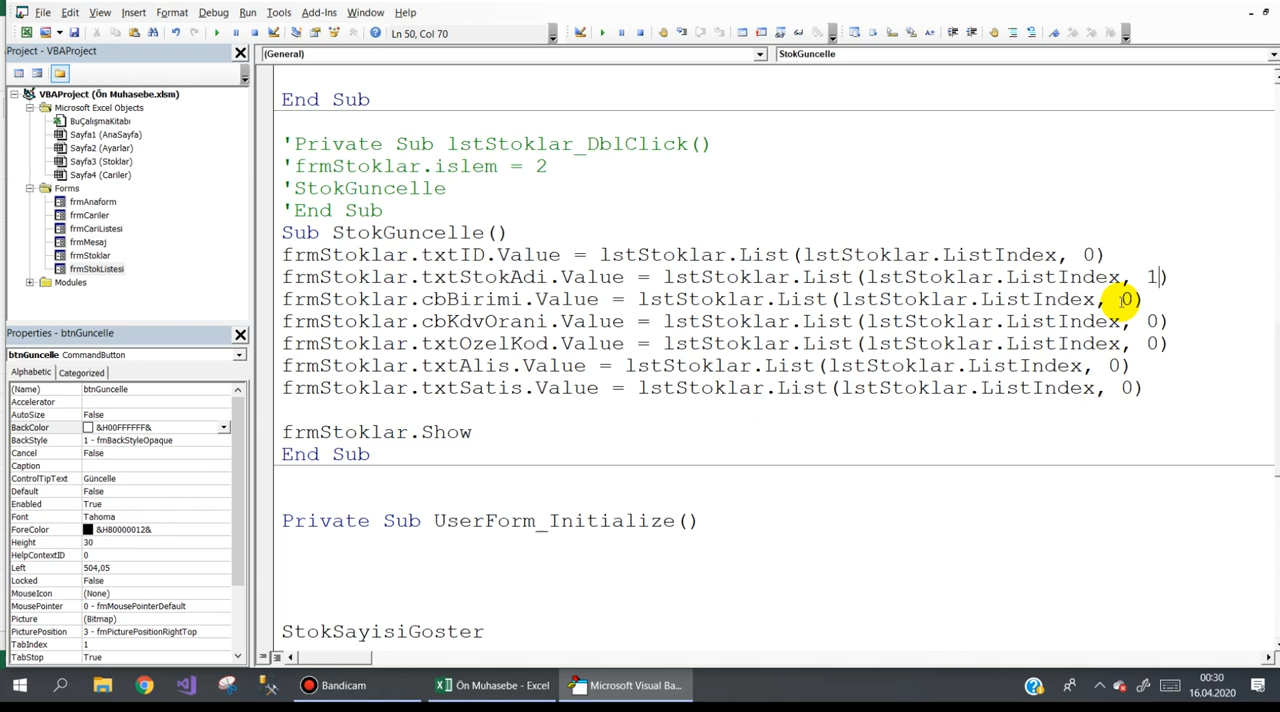 File Edit View Insert Format Debug Run Tools Add-Ins Window Help
Ln 50, Col 70
Project - VBAProject
(General)
StokGuncelle
VBAProject (Ön Muhasebe.xlsm)
Microsoft Excel Objects
BuÇalışmaKitabı
Sayfa1 (AnaSayfa)
Sayfa2 (Ayarlar)
Sayfa3 (Stoklar)
Sayfa4 (Cariler)
Forms
frmAnaform
frmCariler
frmCariListesi
frmMesaj
frmStoklar
frmStokListesi
Modules
Properties - btnGuncelle
btnGuncelle CommandButton
Alphabetic Categorized
(Name) btnGuncelle
Accelerator
AutoSize False
BackColor &H00FFFFFF&
BackStyle 1 - fmBackStyleOpaque
Cancel False
Caption
ControlTipText Güncelle
Default False
Enabled True
Font Tahoma
ForeColor &H80000012&
Height 30
HelpContextID 0
Left 504,05
Locked False
MouseIcon (None)
MousePointer 0 - fmMousePointerDefault
Picture (Bitmap)
PicturePosition 3 - fmPicturePositionRightTop
TabIndex 1
TabStop True
End Sub
'Private Sub lstStoklar_DblClick()
'frmStoklar.islem = 2
'StokGuncelle
'End Sub
Sub StokGuncelle()
frmStoklar.txtID.Value = lstStoklar.List(lstStoklar.ListIndex, 0)
frmStoklar.txtStokAdi.Value = lstStoklar.List(lstStoklar.ListIndex, 1)
frmStoklar.cbBirimi.Value = lstStoklar.List(lstStoklar.ListIndex, 0)
frmStoklar.cbKdvOrani.Value = lstStoklar.List(lstStoklar.ListIndex, 0)
frmStoklar.txtOzelKod.Value = lstStoklar.List(lstStoklar.ListIndex, 0)
frmStoklar.txtAlis.Value = lstStoklar.List(lstStoklar.ListIndex, 0)
frmStoklar.txtSatis.Value = lstStoklar.List(lstStoklar.ListIndex, 0)
frmStoklar.Show
End Sub
Private Sub UserForm_Initialize()
StokSayisiGoster
Bandicam
Ön Muhasebe - Excel
Microsoft Visual Ba...
00:30
16.04.2020